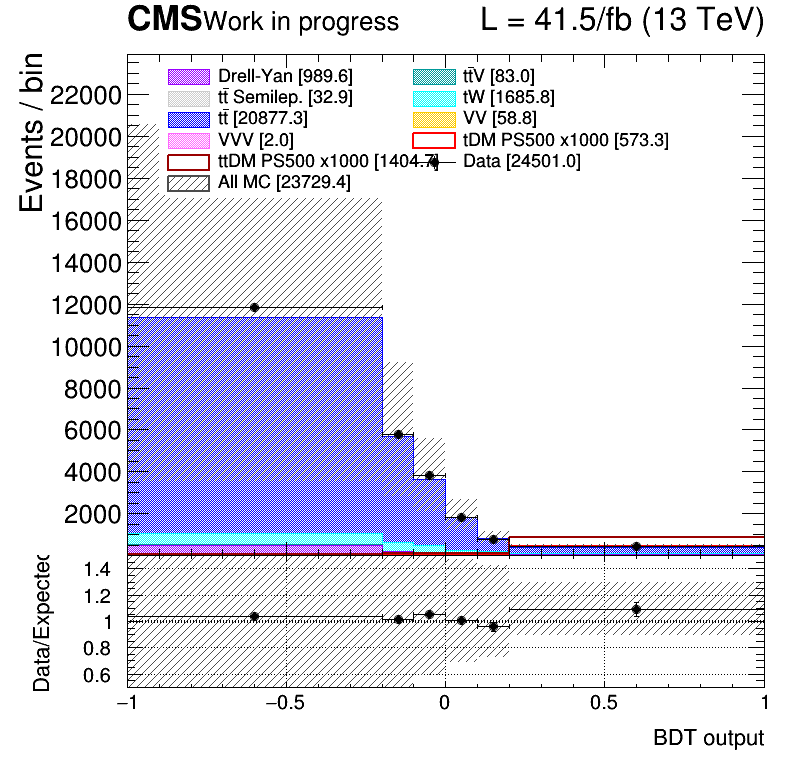 CMS Work in progress L = 41.5/fb (13 TeV)
Events / bin
22000
20000
18000
16000
14000
12000
10000
8000
6000
4000
2000
Drell-Yan [989.6] tt̄V [83.0]
tt̄ Semilep. [32.9] tW [1685.8]
tt̄ [20877.3] VV [58.8]
VVV [2.0] tDM PS500 x1000 [573.3]
ttDM PS500 x1000 [1404.7] Data [24501.0]
All MC [23729.4]
Data/Expected
1.4
1.2
1
0.8
0.6
−1 −0.5 0 0.5 1
BDT output